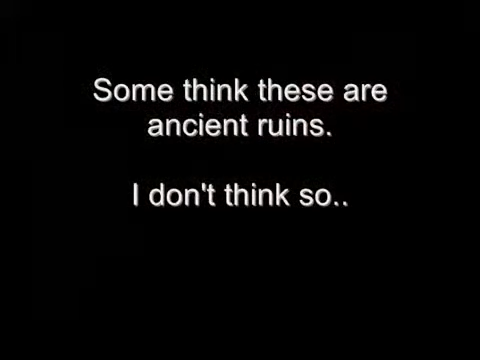 Some think these are
ancient ruins.
I don't think so..